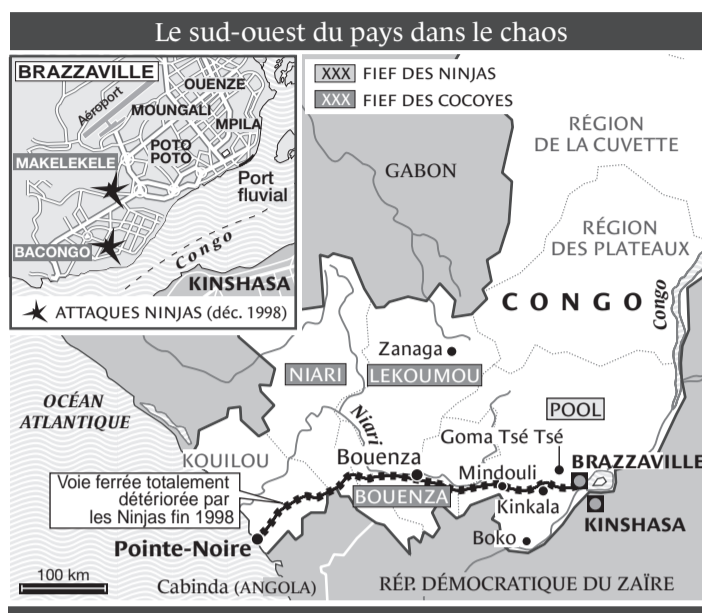 Le sud-ouest du pays dans le chaos
BRAZZAVILLE
Aéroport
OUENZE
MOUNGALI
MPILA
POTO
POTO
MAKELEKELE
Port
fluvial
BACONGO
Congo
KINSHASA
ATTAQUES NINJAS (déc. 1998)
XXX FIEF DES NINJAS
XXX FIEF DES COCOYES
GABON
RÉGION
DE LA CUVETTE
RÉGION
DES PLATEAUX
CONGO
Congo
Zanaga
NIARI
LEKOUMOU
OCÉAN
ATLANTIQUE
POOL
Niari
Goma Tsé Tsé
KOUILOU
Bouenza
BRAZZAVILLE
Mindouli
Voie ferrée totalement
détériorée par
les Ninjas fin 1998
BOUENZA
Kinkala
KINSHASA
Pointe-Noire
Boko
100 km
Cabinda (ANGOLA)
RÉP. DÉMOCRATIQUE DU ZAÏRE